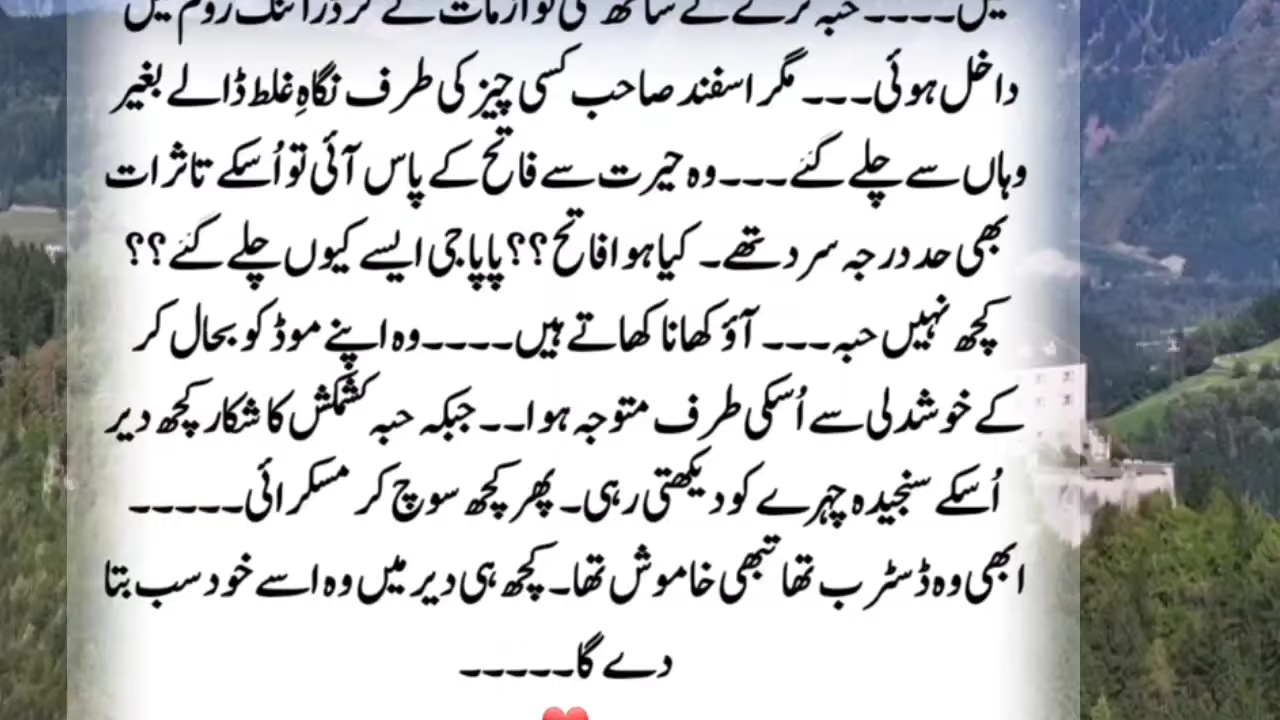 داخل ہوئی۔۔۔ مگر اسفند صاحب کسی چیز کی طرف نگاہِ غلط ڈالے بغیر
وہاں سے چلے گئے۔۔۔ وہ حیرت سے فاتح کے پاس آئی تو اُسکے تاثرات
بھی حد درجہ سرد تھے۔ کیا ہوا فاتح؟؟ پاپا جی ایسے کیوں چلے گئے؟؟
کچھ نہیں حبہ۔۔۔ آؤ کھانا کھاتے ہیں۔۔۔۔ وہ اپنے موڈ کو بحال کر
کے خوشدلی سے اُسکی طرف متوجہ ہوا۔۔ جبکہ حبہ کشمکش کا شکار کچھ دیر
اُسکے سنجیدہ چہرے کو دیکھتی رہی۔ پھر کچھ سوچ کر مسکرائی۔۔۔۔۔
ابھی وہ ڈسٹرب تھا تبھی خاموش تھا۔ کچھ ہی دیر میں وہ اسے خود سب بتا
دے گا۔۔۔۔۔